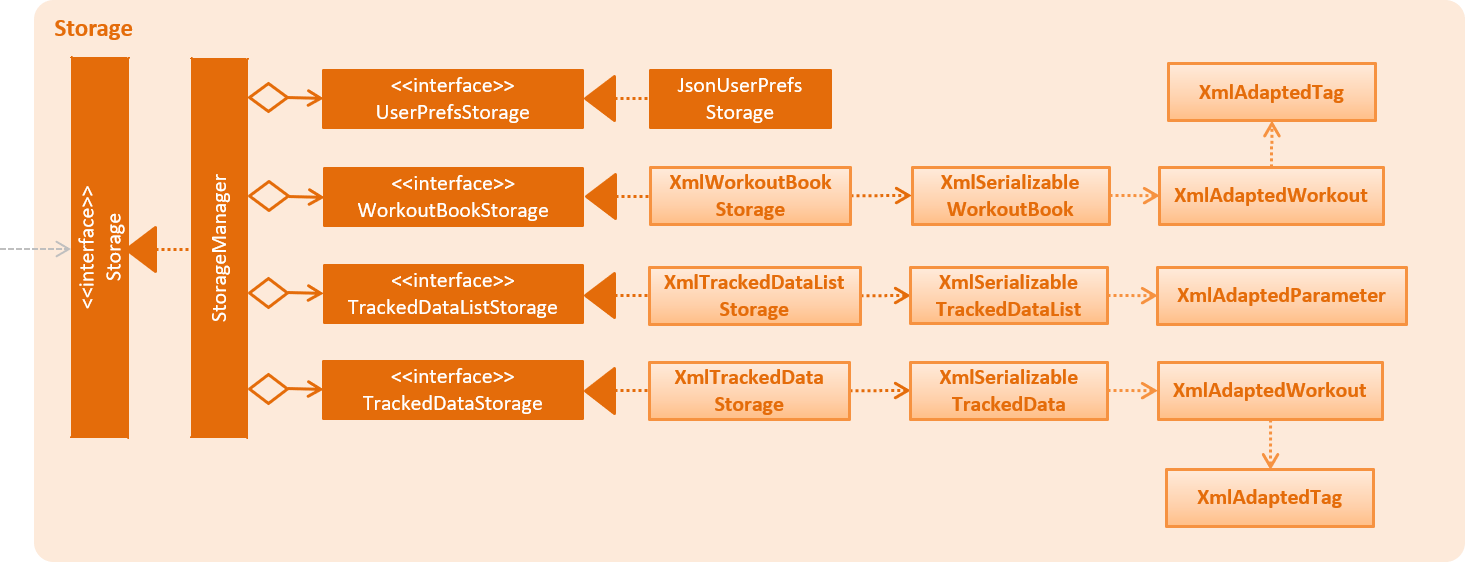 Storage
<<interface>>
Storage
StorageManager
<<interface>>
UserPrefsStorage
JsonUserPrefs
Storage
XmlAdaptedTag
<<interface>>
WorkoutBookStorage
XmlWorkoutBook
Storage
XmlSerializable
WorkoutBook
XmlAdaptedWorkout
<<interface>>
TrackedDataListStorage
XmlTrackedDataList
Storage
XmlSerializable
TrackedDataList
XmlAdaptedParameter
<<interface>>
TrackedDataStorage
XmlTrackedData
Storage
XmlSerializable
TrackedData
XmlAdaptedWorkout
XmlAdaptedTag